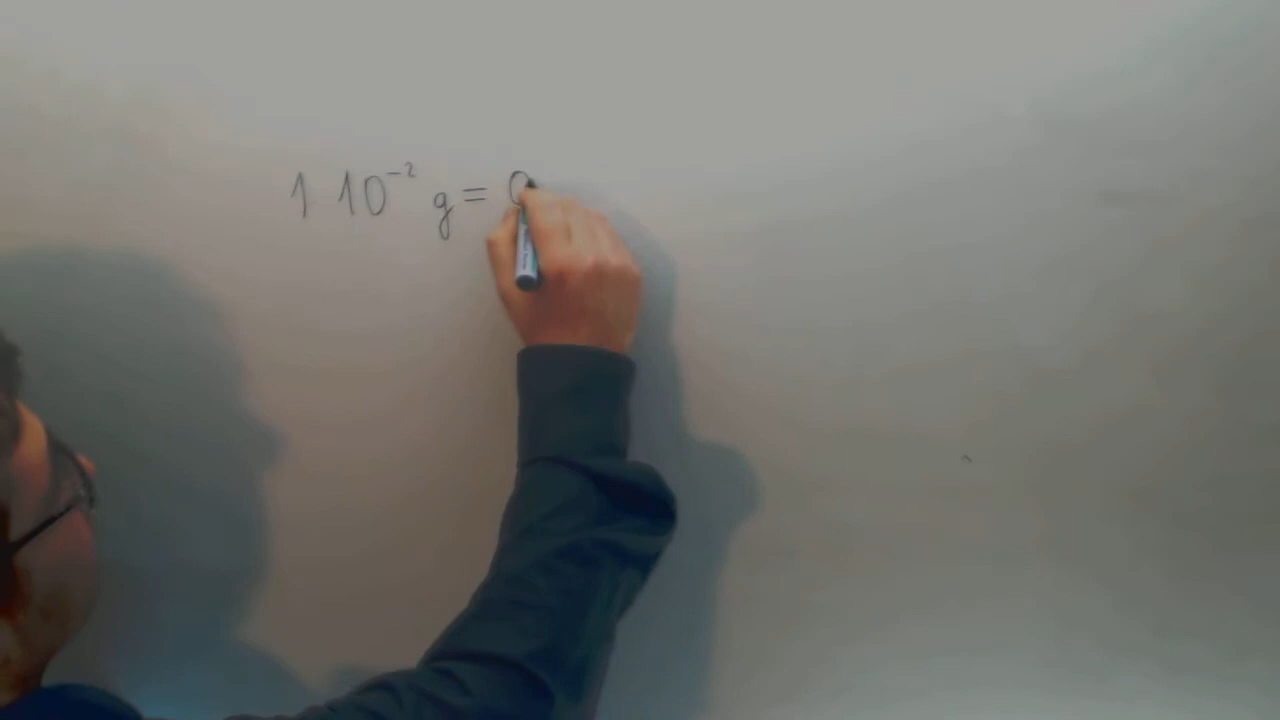 1 10⁻² g = 0